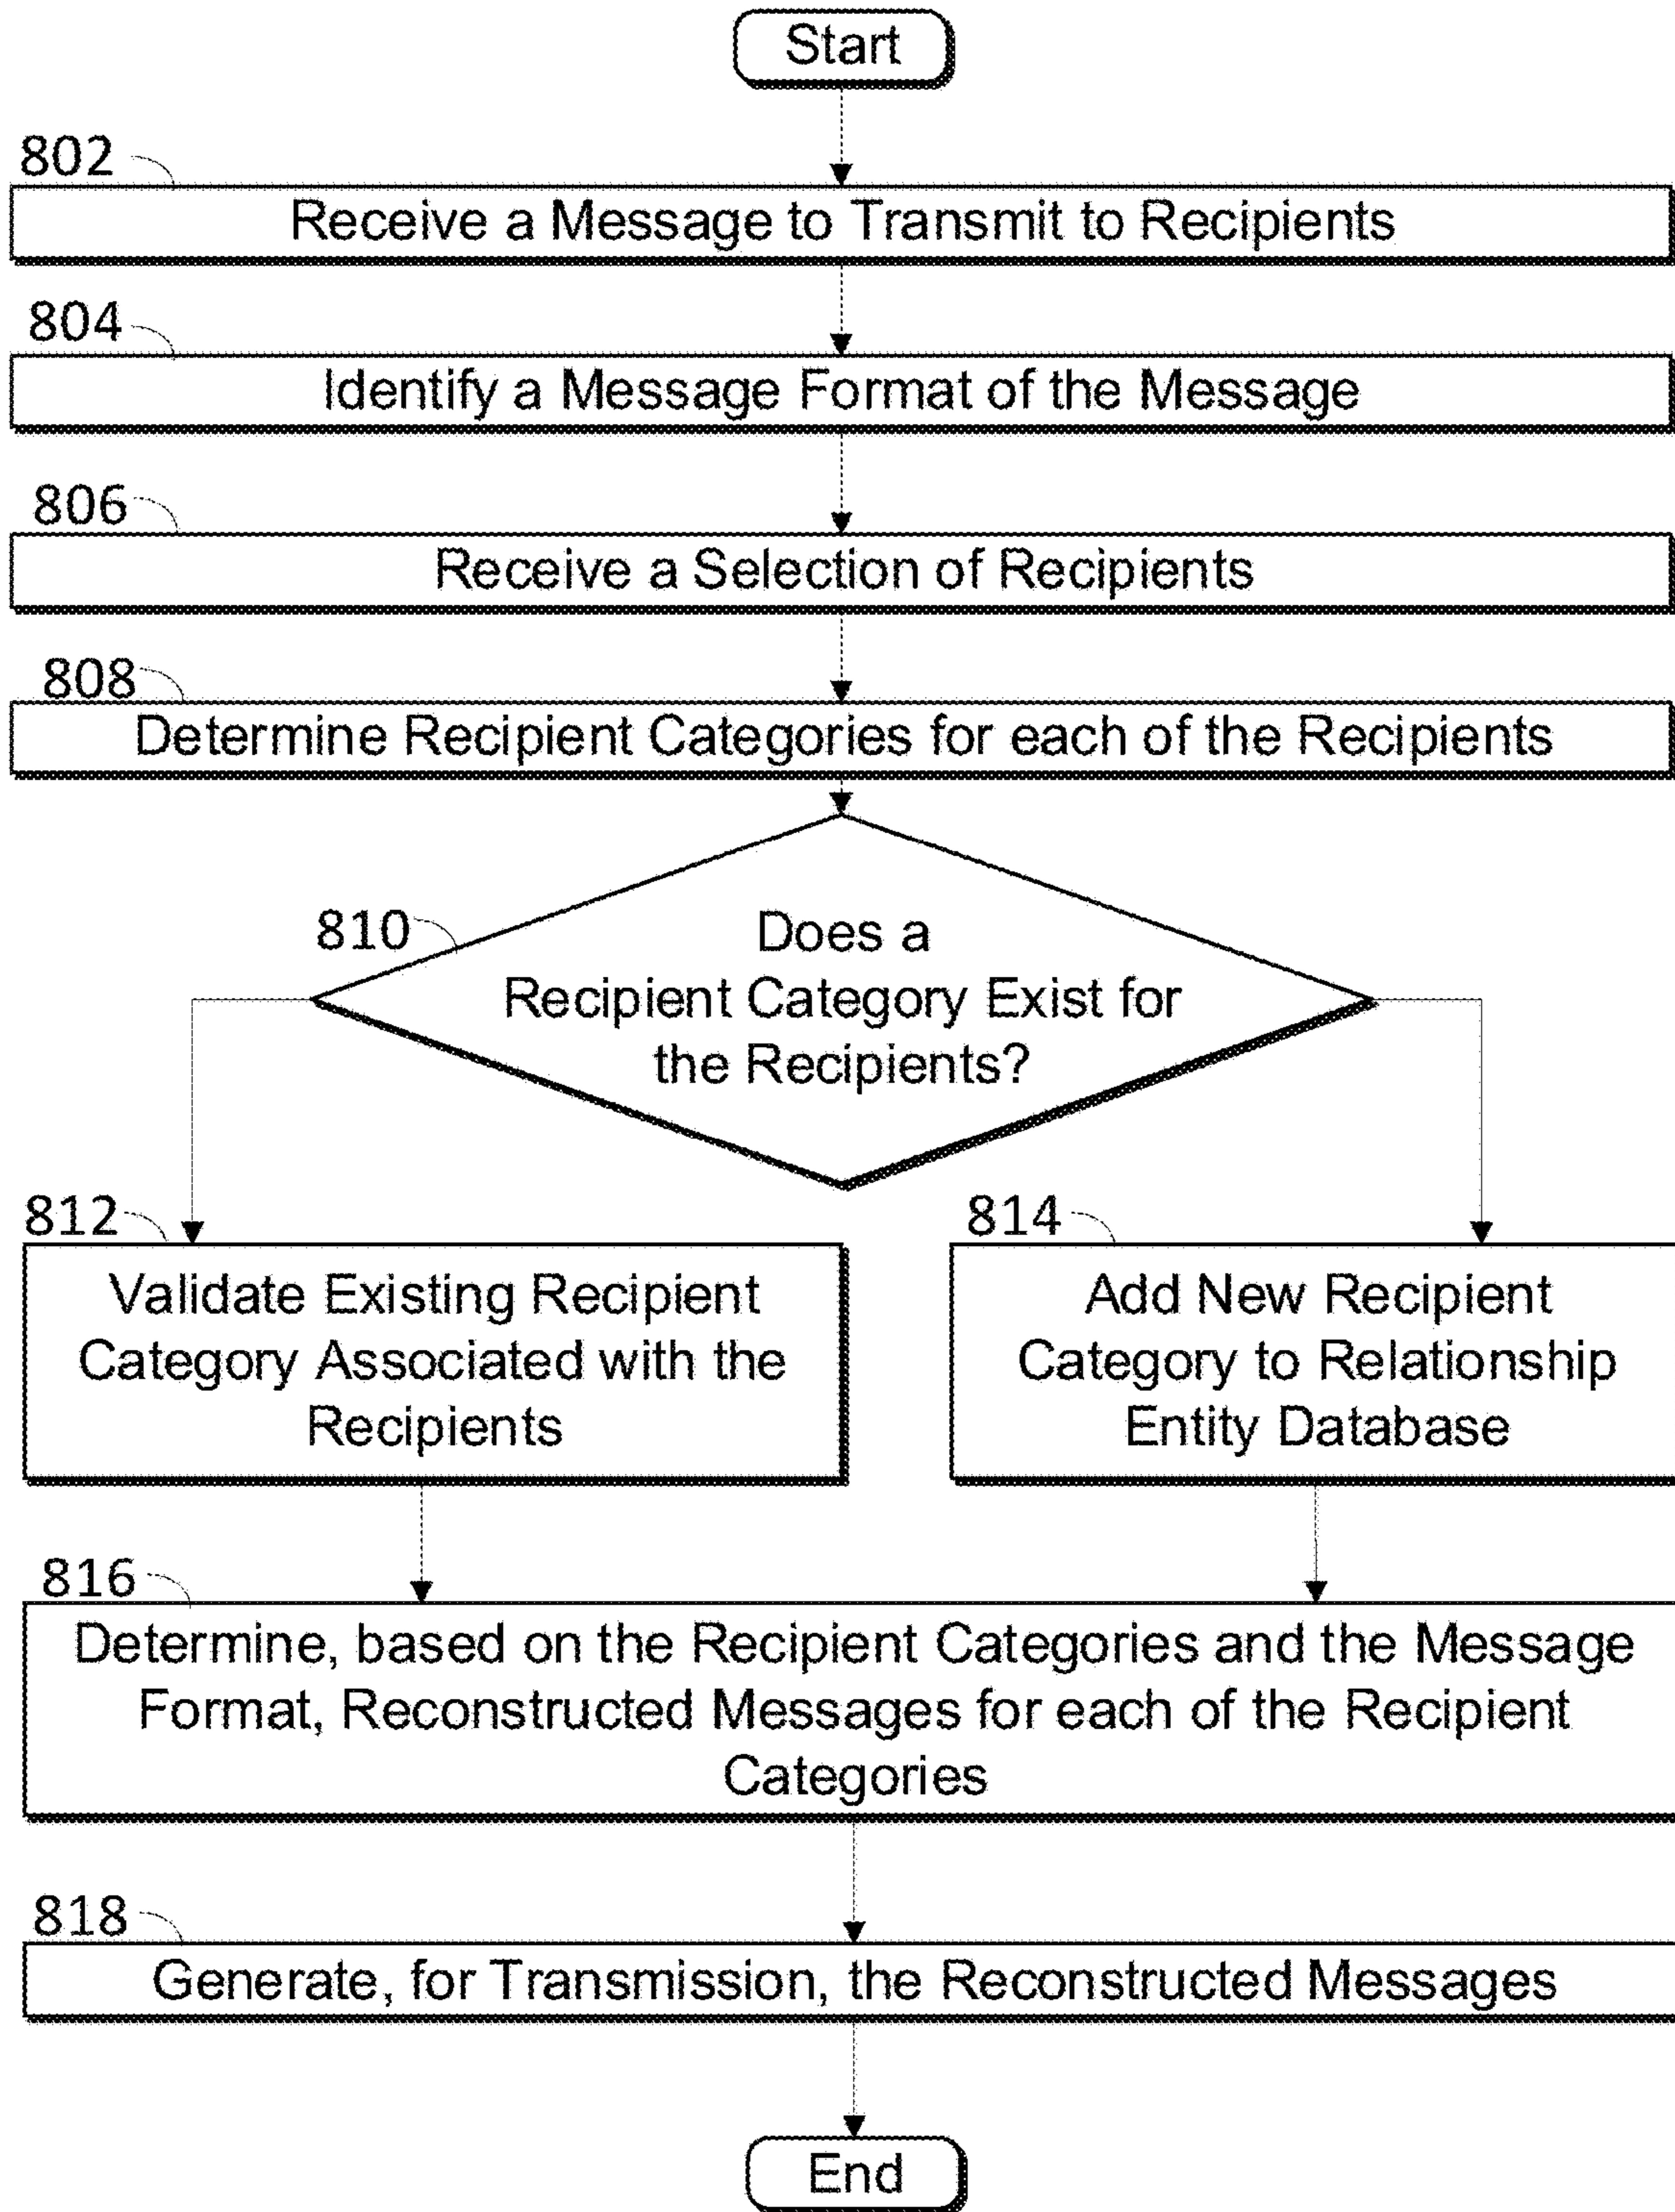 Start
802
Receive a Message to Transmit to Recipients
804
Identify a Message Format of the Message
806
Receive a Selection of Recipients
808
Determine Recipient Categories for each of the Recipients
810
Does a
Recipient Category Exist for
the Recipients?
812
Validate Existing Recipient
Category Associated with the
Recipients
814
Add New Recipient
Category to Relationship
Entity Database
816
Determine, based on the Recipient Categories and the Message
Format, Reconstructed Messages for each of the Recipient
Categories
818
Generate, for Transmission, the Reconstructed Messages
End